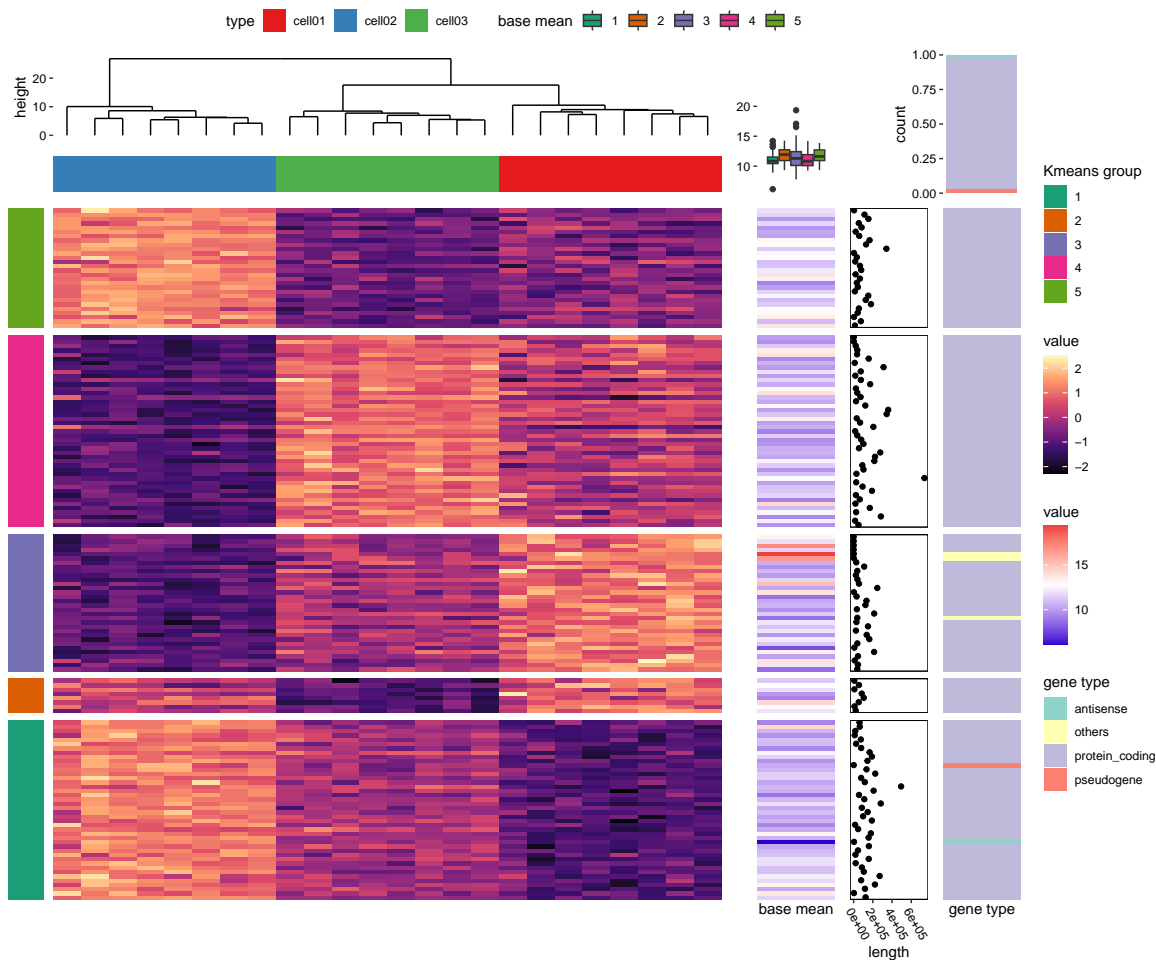 type cell01 cell02 cell03 base mean 1 2 3 4 5
height
20
10
0
20
15
10
count
1.00
0.75
0.50
0.25
0.00
Kmeans group
1
2
3
4
5
value
2
1
0
−1
−2
value
15
10
gene type
antisense
others
protein_coding
pseudogene
base mean
0e+00
2e+05
4e+05
6e+05
length
gene type